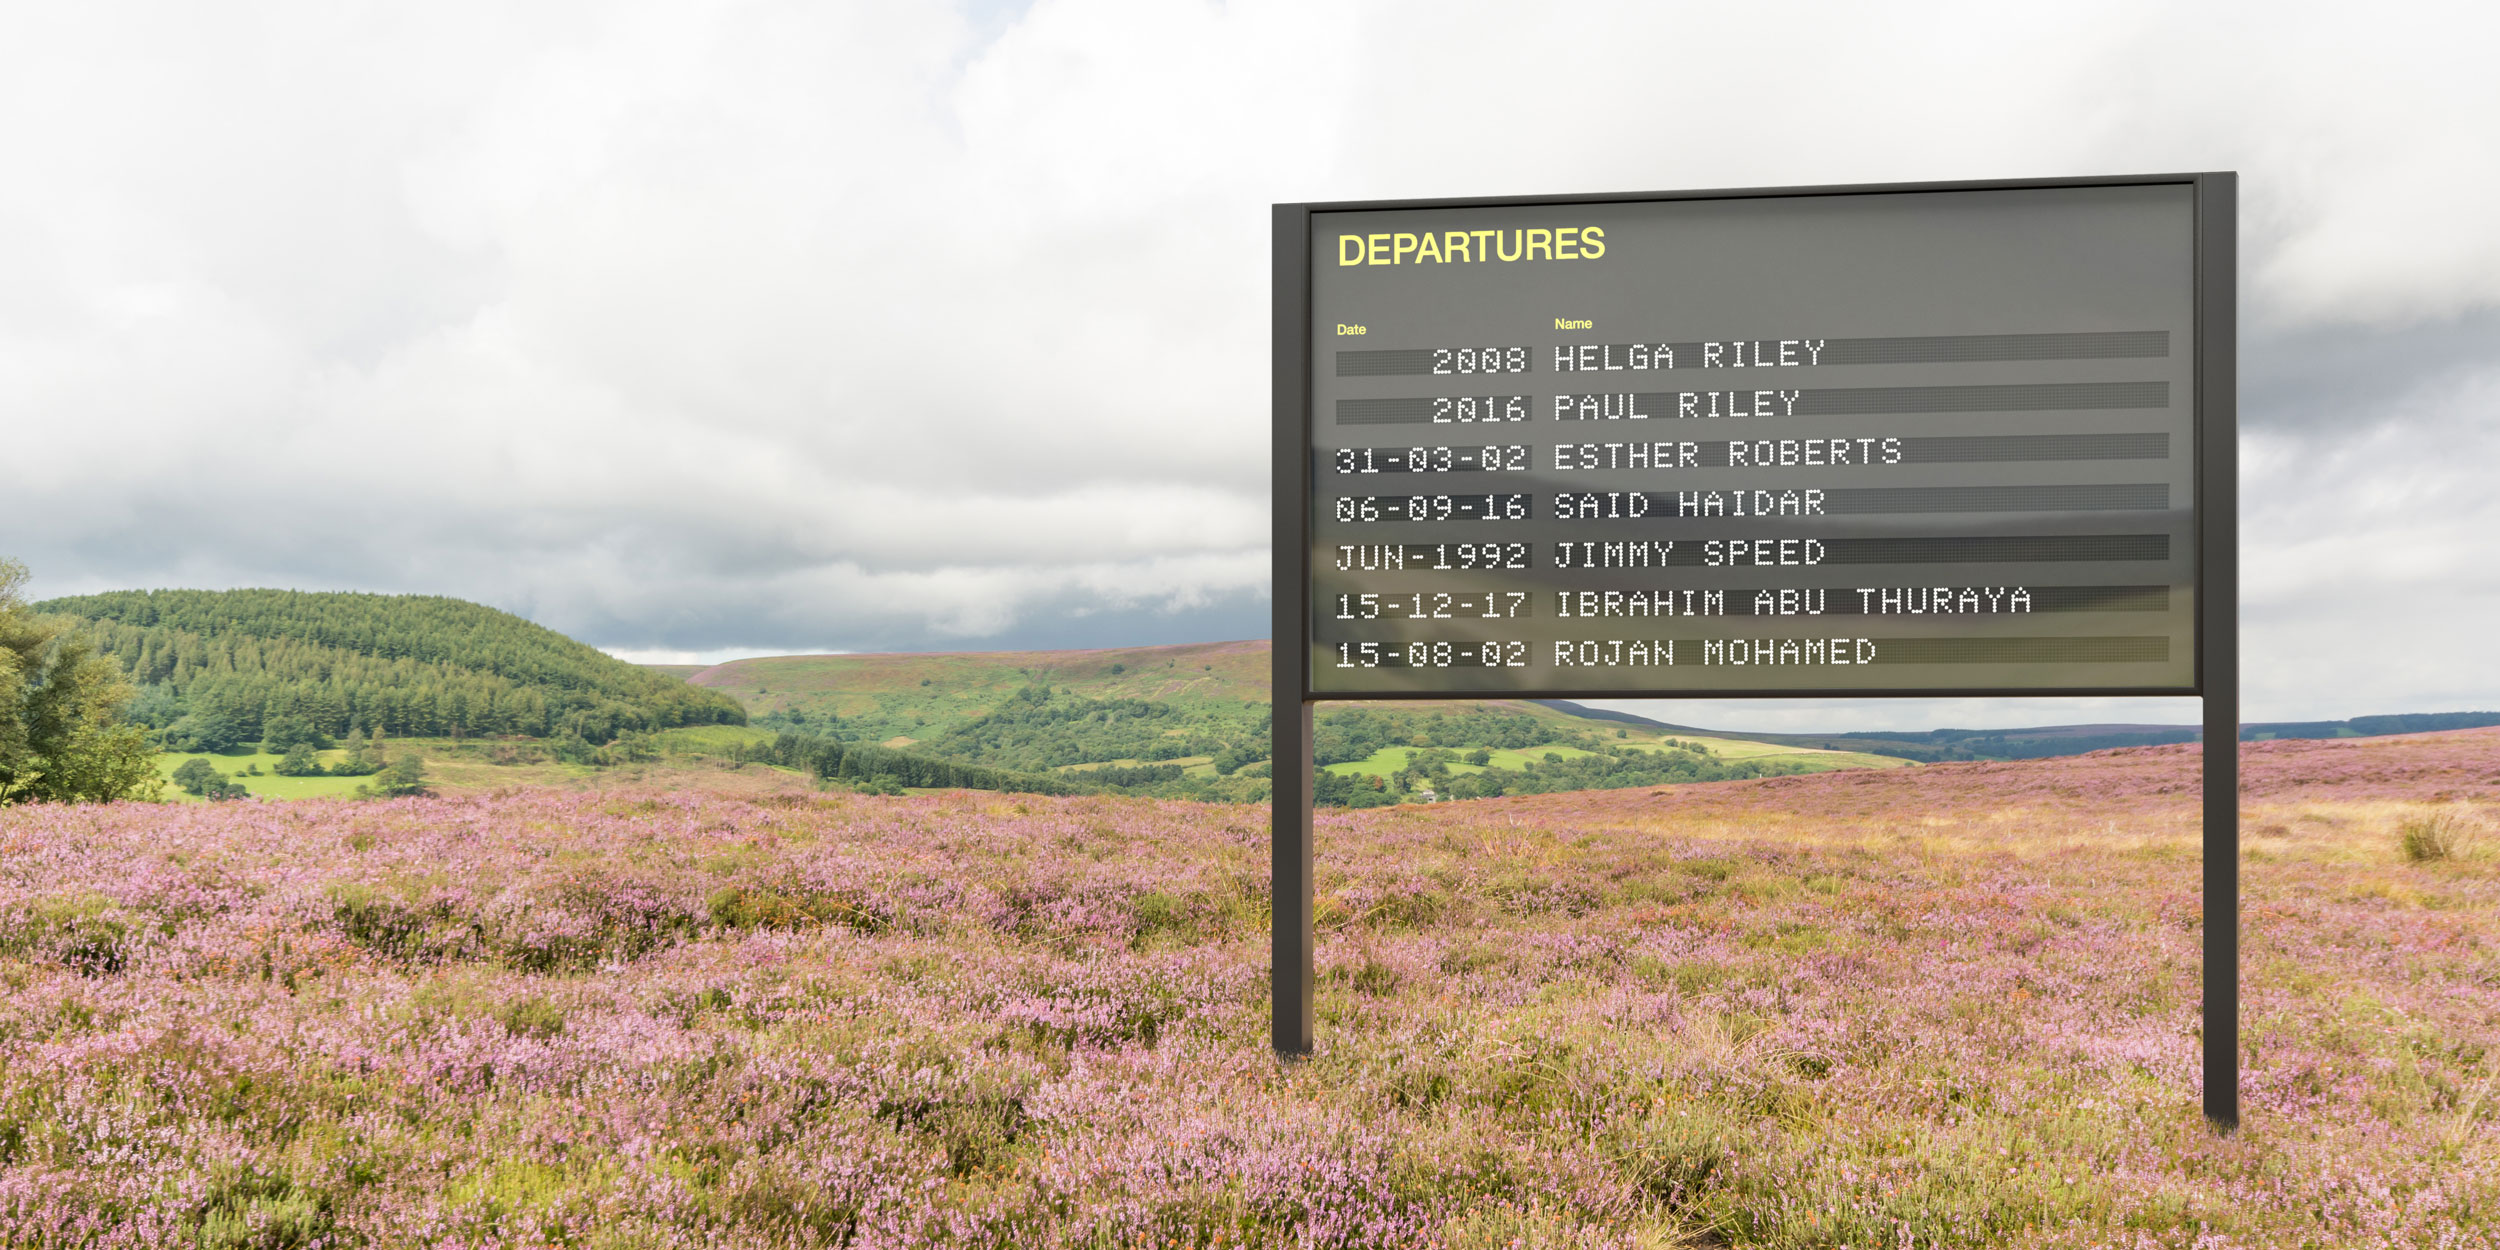 DEPARTURES
Date Name
2008 HELGA RILEY
2016 PAUL RILEY
31-03-02 ESTHER ROBERTS
06-09-16 SAID HAIDAR
JUN-1992 JIMMY SPEED
15-12-17 IBRAHIM ABU THURAYA
15-08-02 ROJAN MOHAMED